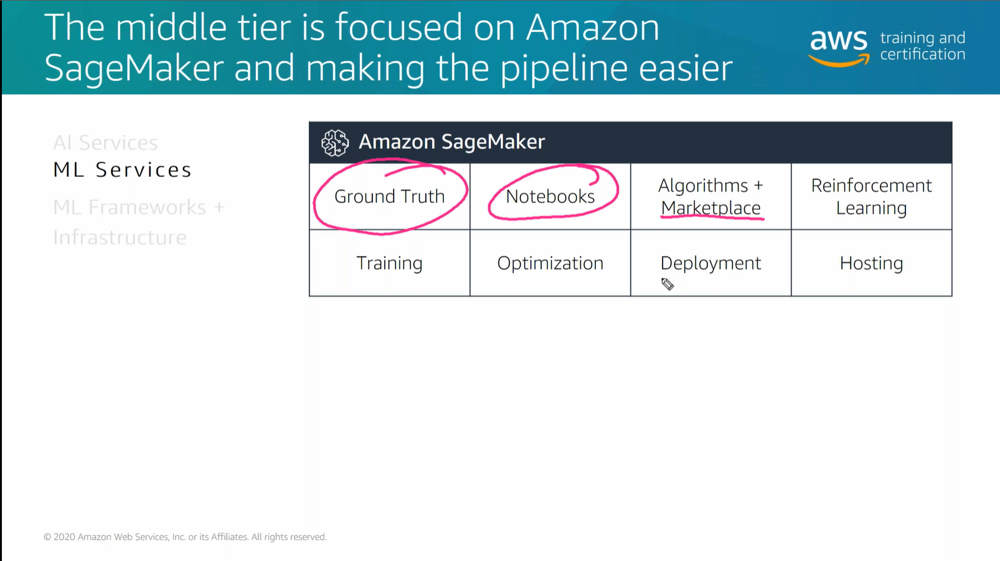 The middle tier is focused on Amazon
SageMaker and making the pipeline easier
aws training and
certification
AI Services
ML Services
ML Frameworks +
Infrastructure
Amazon SageMaker
Ground Truth
Notebooks
Algorithms +
Marketplace
Reinforcement
Learning
Training
Optimization
Deployment
Hosting
© 2020 Amazon Web Services, Inc. or its Affiliates. All rights reserved.